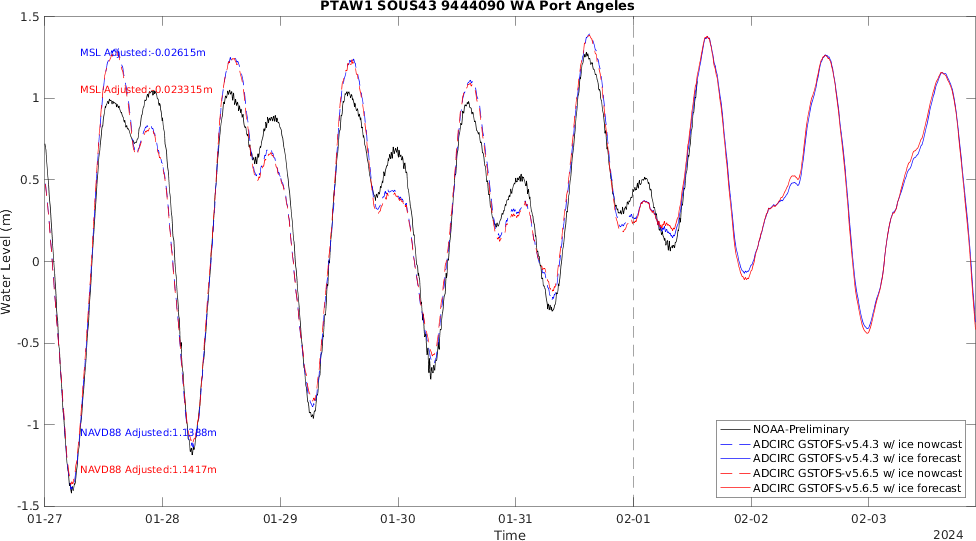 PTAW1 SOUS43 9444090 WA Port Angeles
1.5
MSL Adjusted:-0.02615m
1
MSL Adjusted:-0.023315m
0.5
Water Level (m)
0
-0.5
-1
NAVD88 Adjusted:1.1388m
NAVD88 Adjusted:1.1417m
-1.5
NOAA-Preliminary
ADCIRC GSTOFS-v5.4.3 w/ ice nowcast
ADCIRC GSTOFS-v5.4.3 w/ ice forecast
ADCIRC GSTOFS-v5.6.5 w/ ice nowcast
ADCIRC GSTOFS-v5.6.5 w/ ice forecast
01-27 01-28 01-29 01-30 01-31 02-01 02-02 02-03
Time
2024